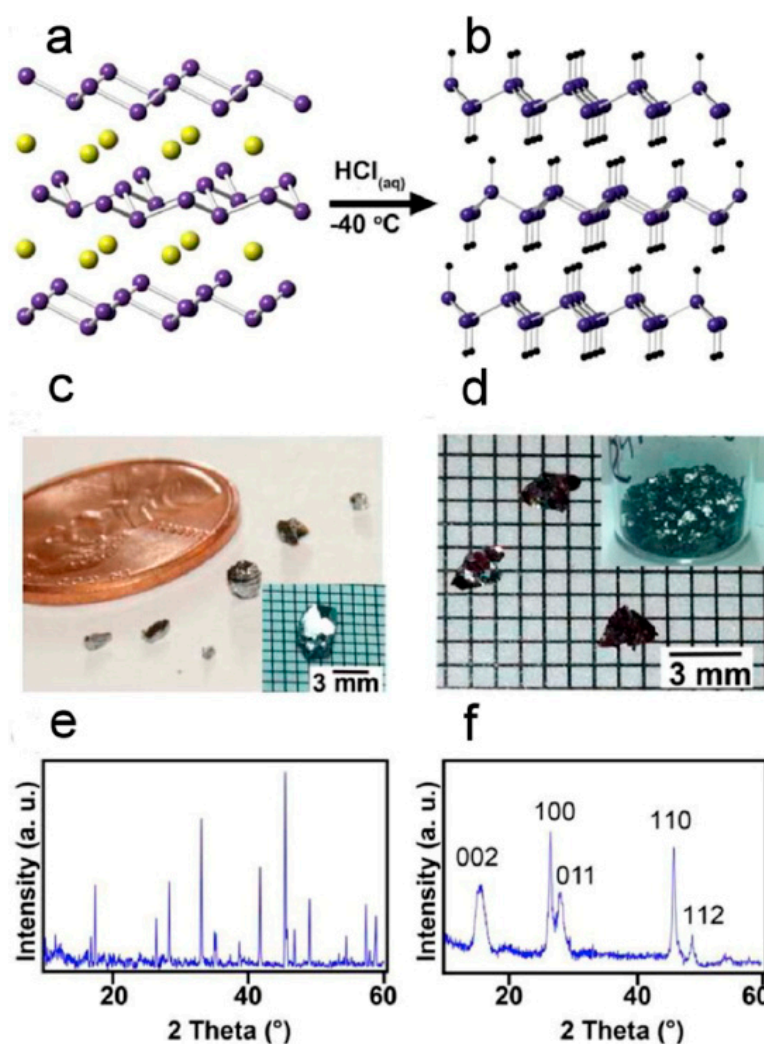 a
b
HCl(aq)
-40 °C
c
d
3 mm
3 mm
e
f
Intensity (a. u.)
20
40
60
2 Theta (°)
Intensity (a. u.)
002
100
011
110
112
20
40
60
2 Theta (°)